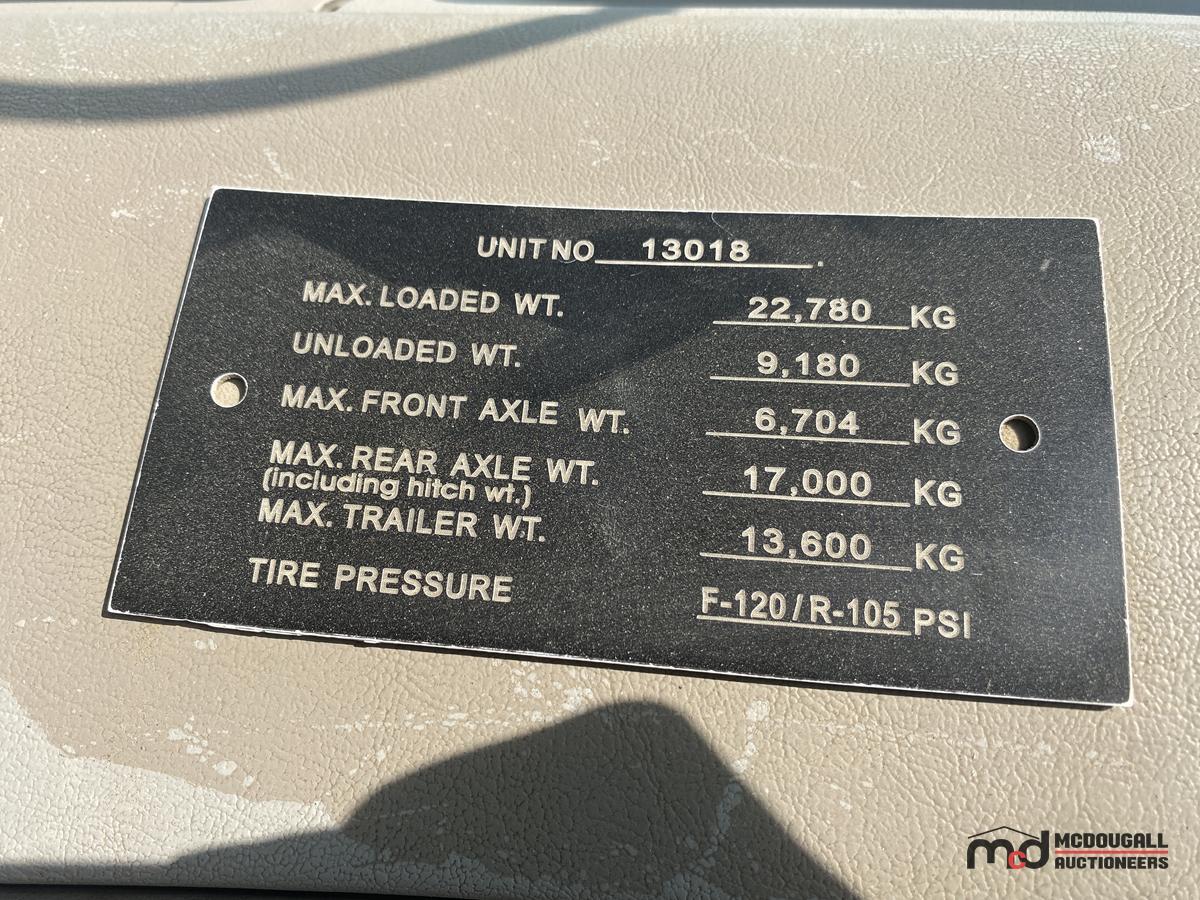 UNIT NO 13018.
MAX. LOADED WT. 22,780 KG
UNLOADED WT. 9,180 KG
MAX. FRONT AXLE WT. 6,704 KG
MAX. REAR AXLE WT. 17,000 KG
(including hitch wt.)
MAX. TRAILER WT. 13,600 KG
TIRE PRESSURE F-120/R-105 PSI
mcd MCDOUGALL
AUCTIONEERS